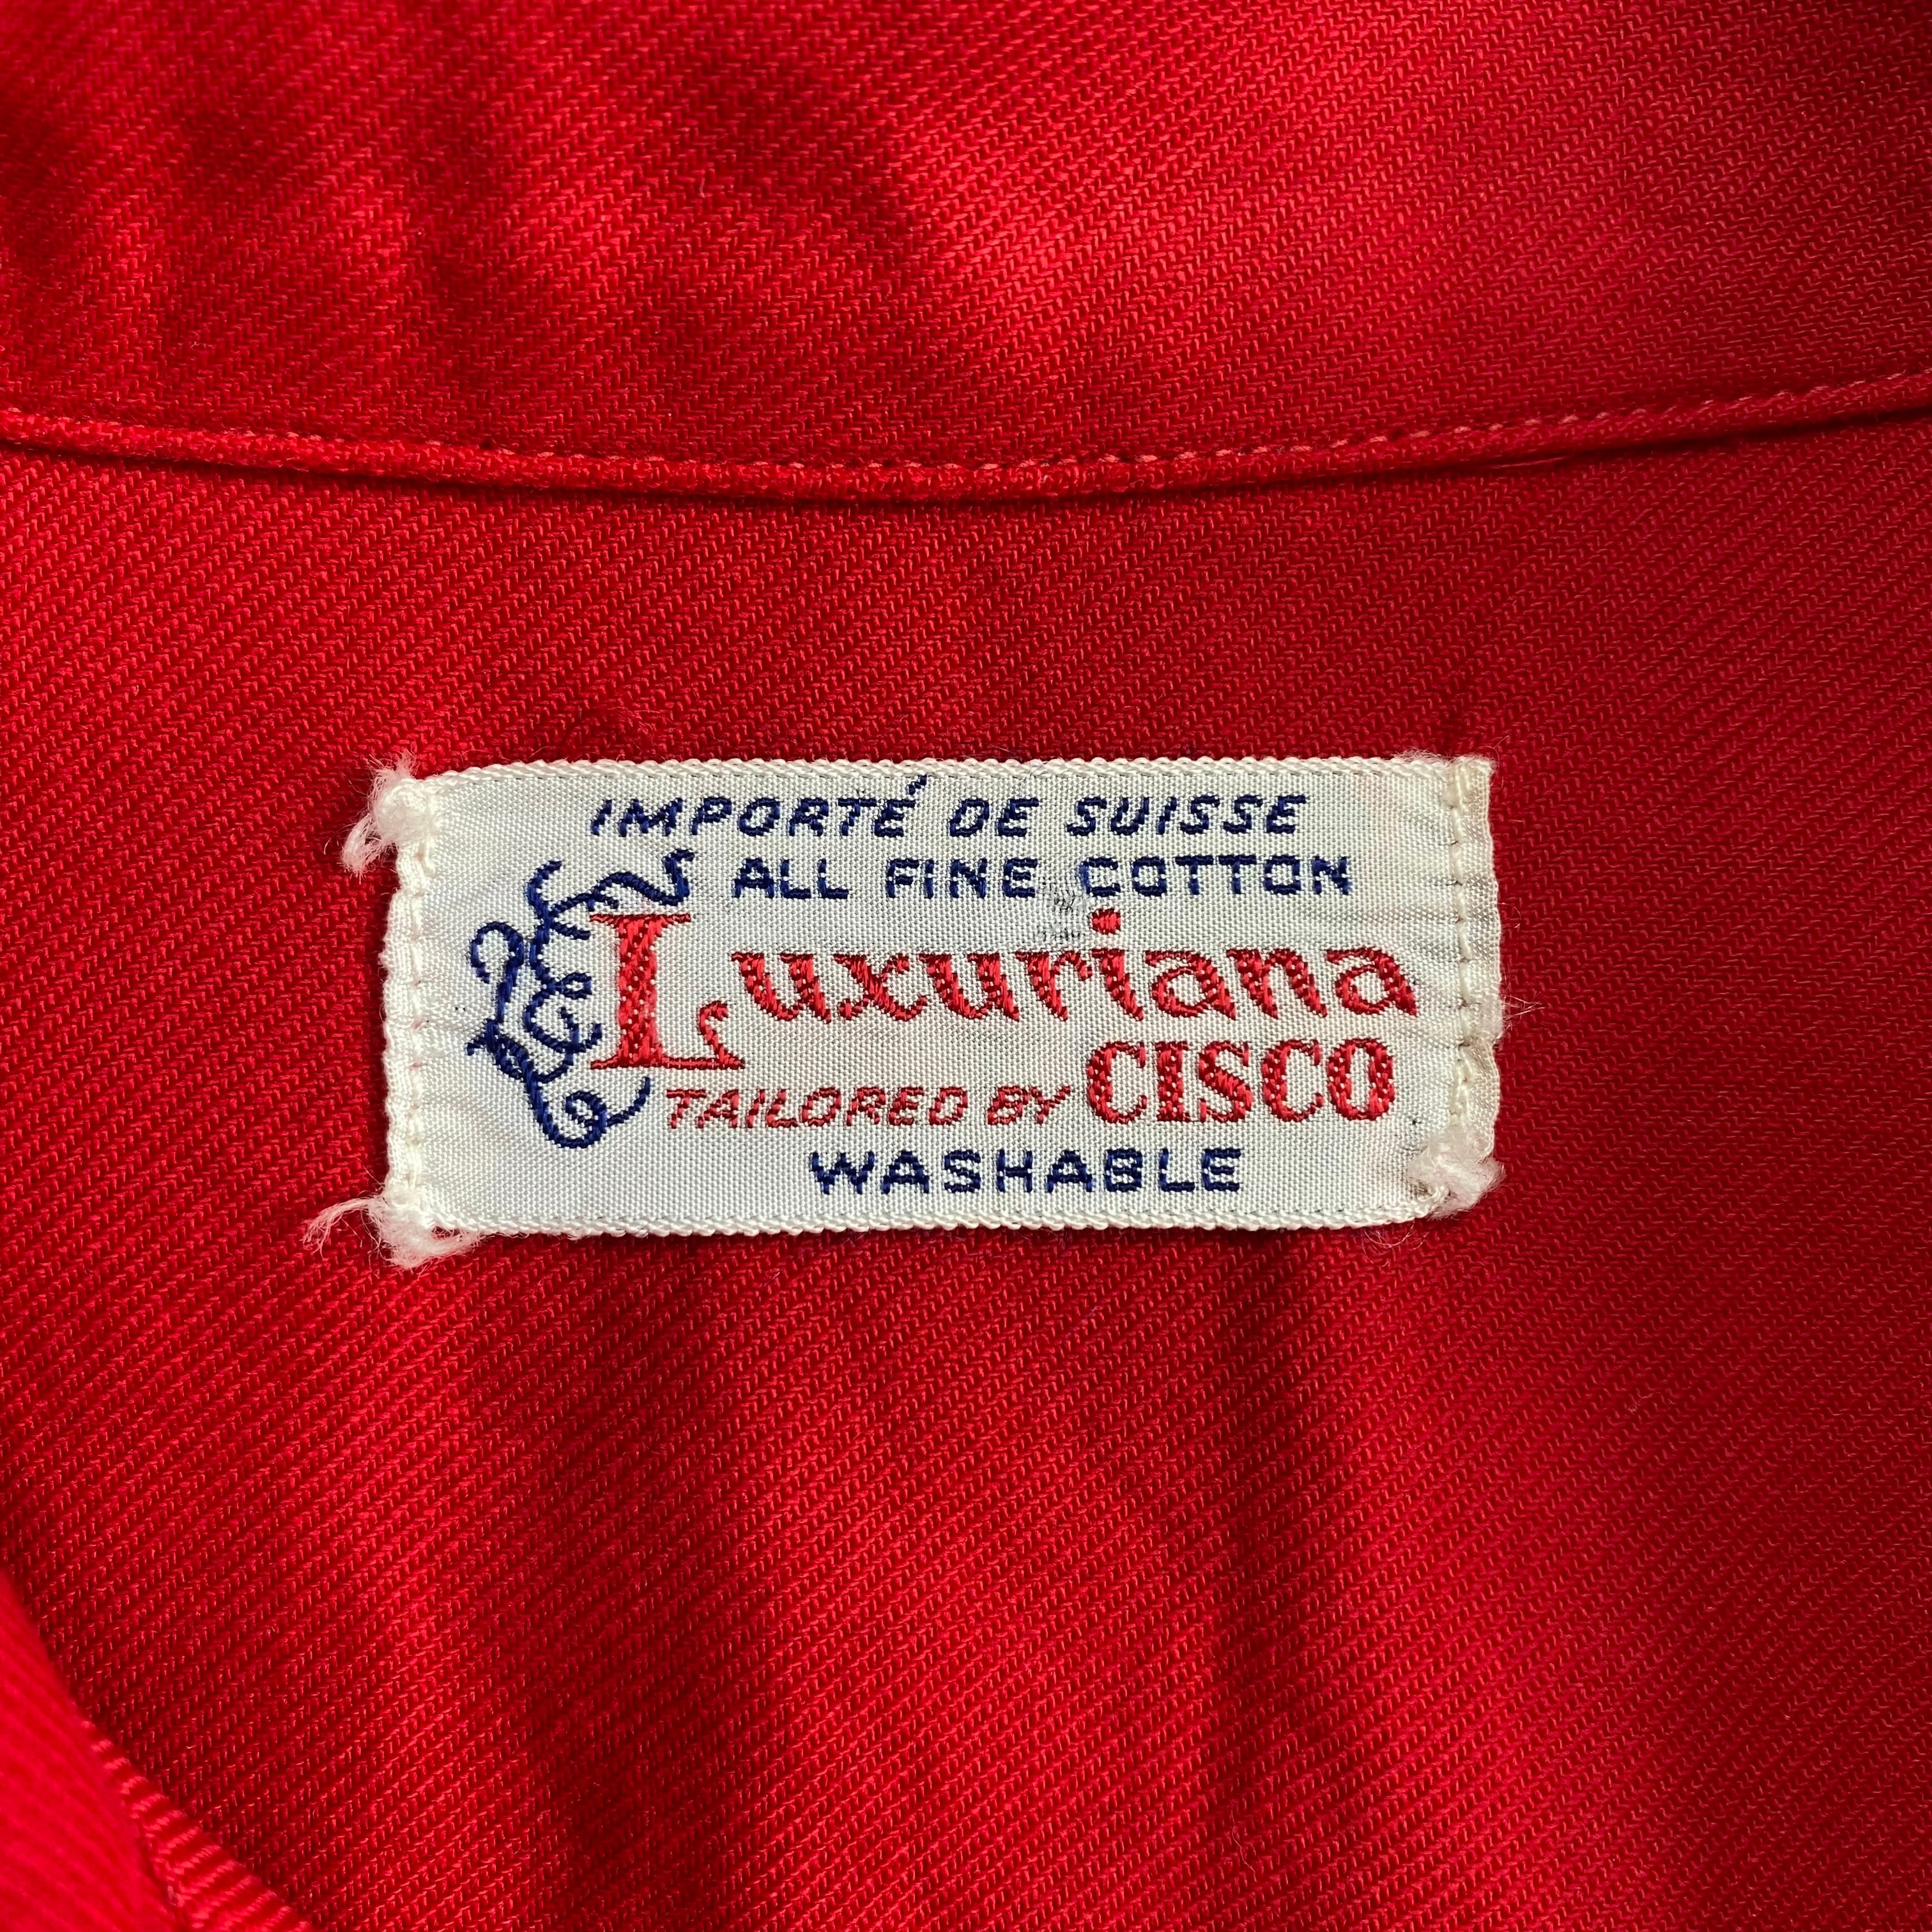 IMPORTÉ DE SUISSE
ALL FINE COTTON
Luxuriana
TAILORED BY CISCO
WASHABLE